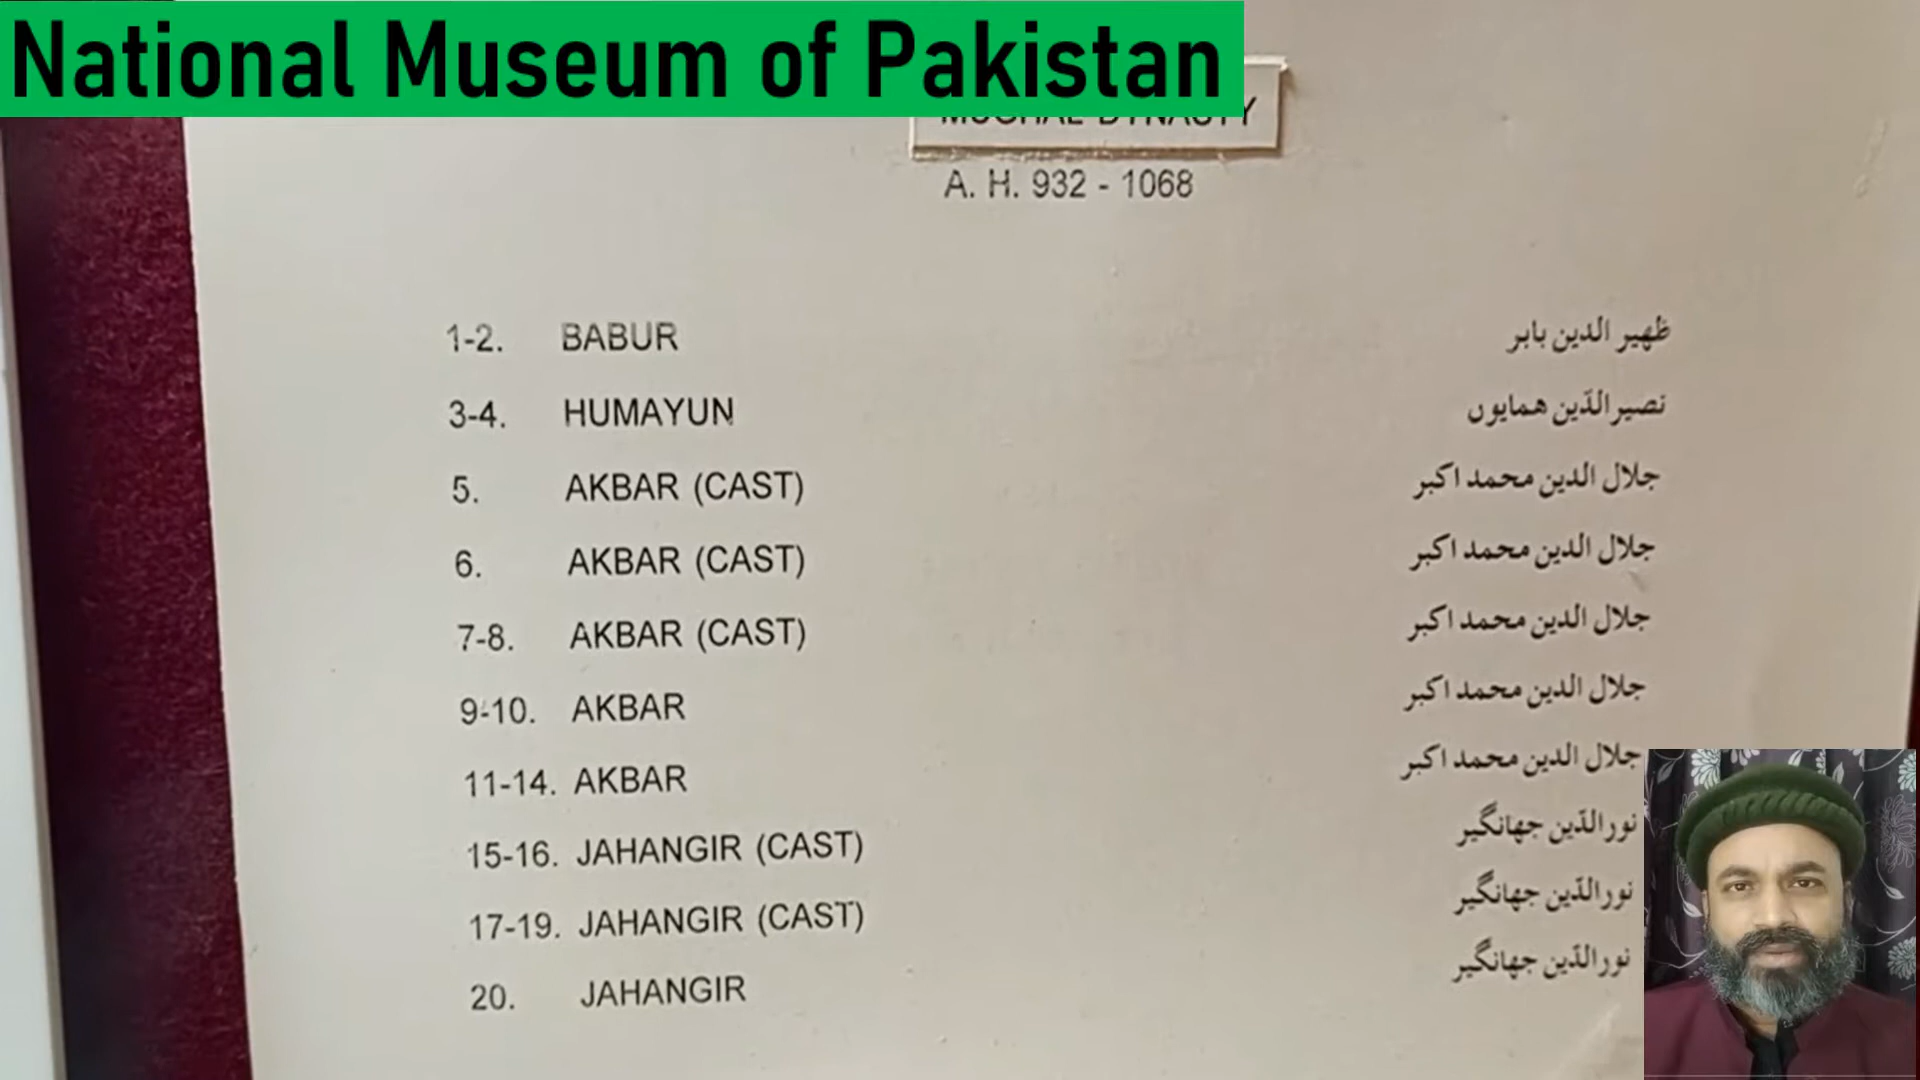 National Museum of Pakistan
MUGHAL DYNASTY
A. H. 932 - 1068
1-2. BABUR ظهیر الدین بابر
3-4. HUMAYUN نصیرالدّین همایوں
5. AKBAR (CAST) جلال الدین محمد اکبر
6. AKBAR (CAST) جلال الدین محمد اکبر
7-8. AKBAR (CAST) جلال الدین محمد اکبر
9-10. AKBAR جلال الدین محمد اکبر
11-14. AKBAR جلال الدین محمد اکبر
15-16. JAHANGIR (CAST) نورالدّین جهانگیر
17-19. JAHANGIR (CAST) نورالدّین جهانگیر
20. JAHANGIR نورالدّین جهانگیر